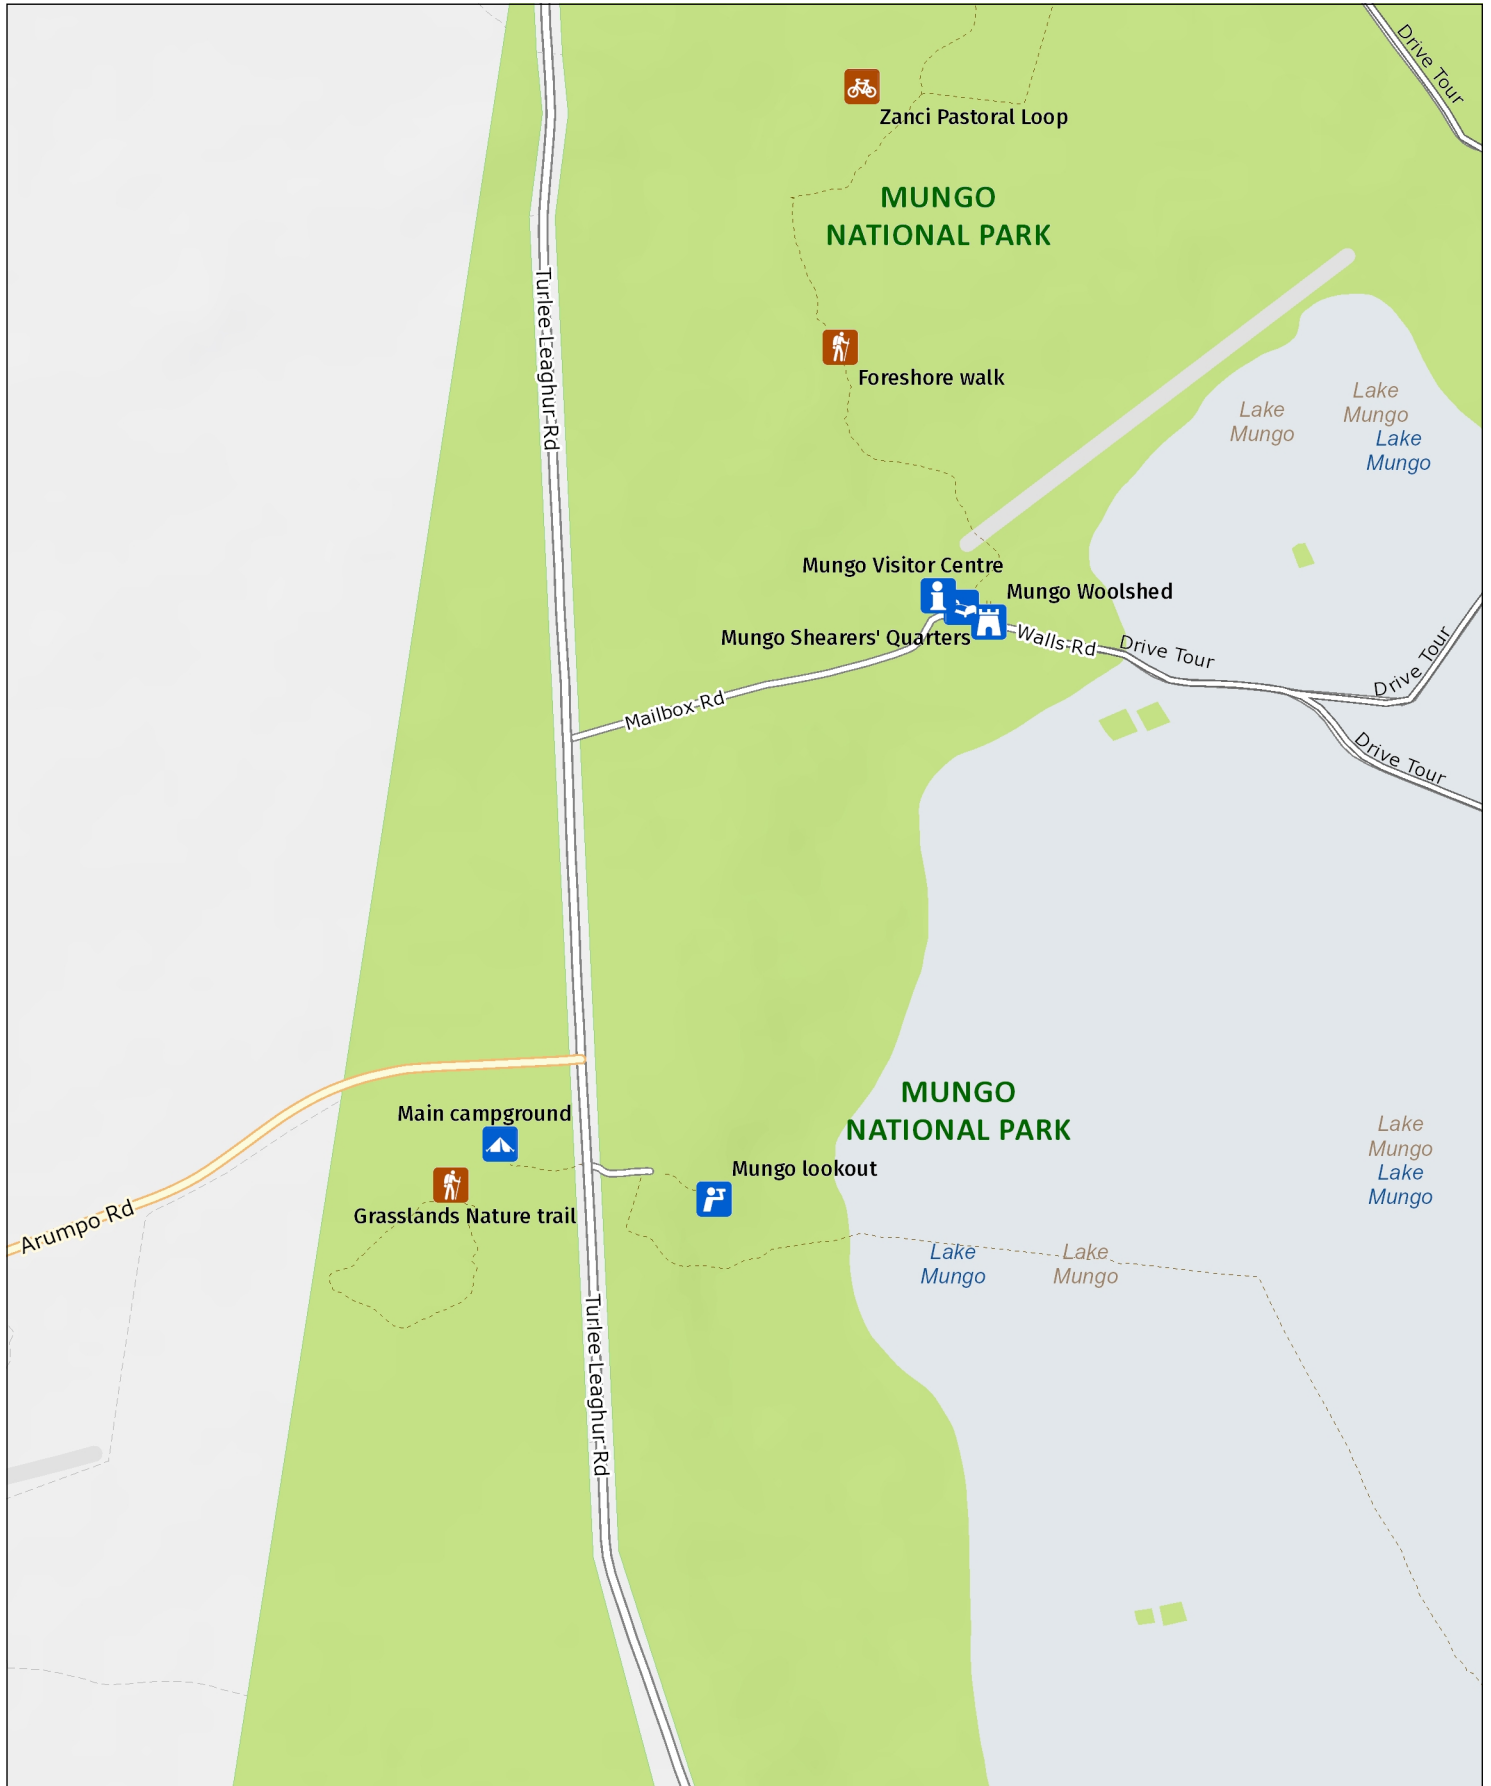 Drive Tour
Zanci Pastoral Loop
MUNGO
NATIONAL PARK
Turlee-Leaghur-Rd
Foreshore walk
Lake
Mungo
Lake
Mungo
Lake
Mungo
Mungo Visitor Centre
Mungo Woolshed
Mungo Shearers' Quarters
Walls-Rd
Drive Tour
Drive Tour
Mailbox-Rd
Drive Tour
MUNGO
NATIONAL PARK
Main campground
Lake
Mungo
Lake
Mungo
Mungo lookout
Grasslands Nature trail
Arumpo Rd
Lake
Mungo
Lake
Mungo
Turlee-Leaghur-Rd